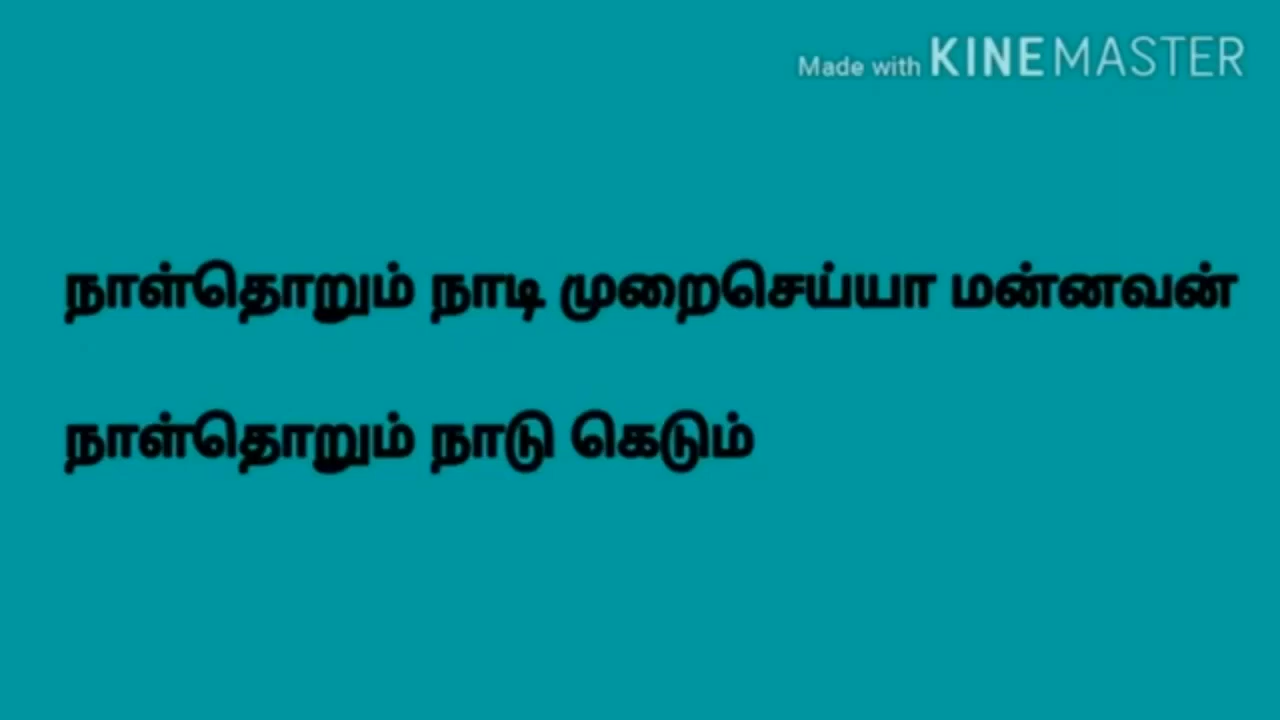 Made with KINEMASTER
நாள்தொறும் நாடி முறைசெய்யா மன்னவன்
நாள்தொறும் நாடு கெடும்